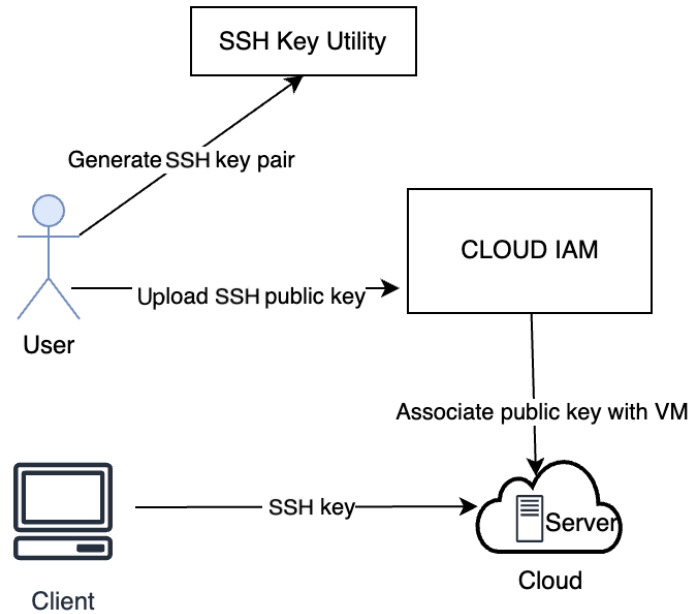 SSH Key Utility
Generate SSH key pair
CLOUD IAM
Upload SSH public key
User
Associate public key with VM
SSH key
Server
Cloud
Client